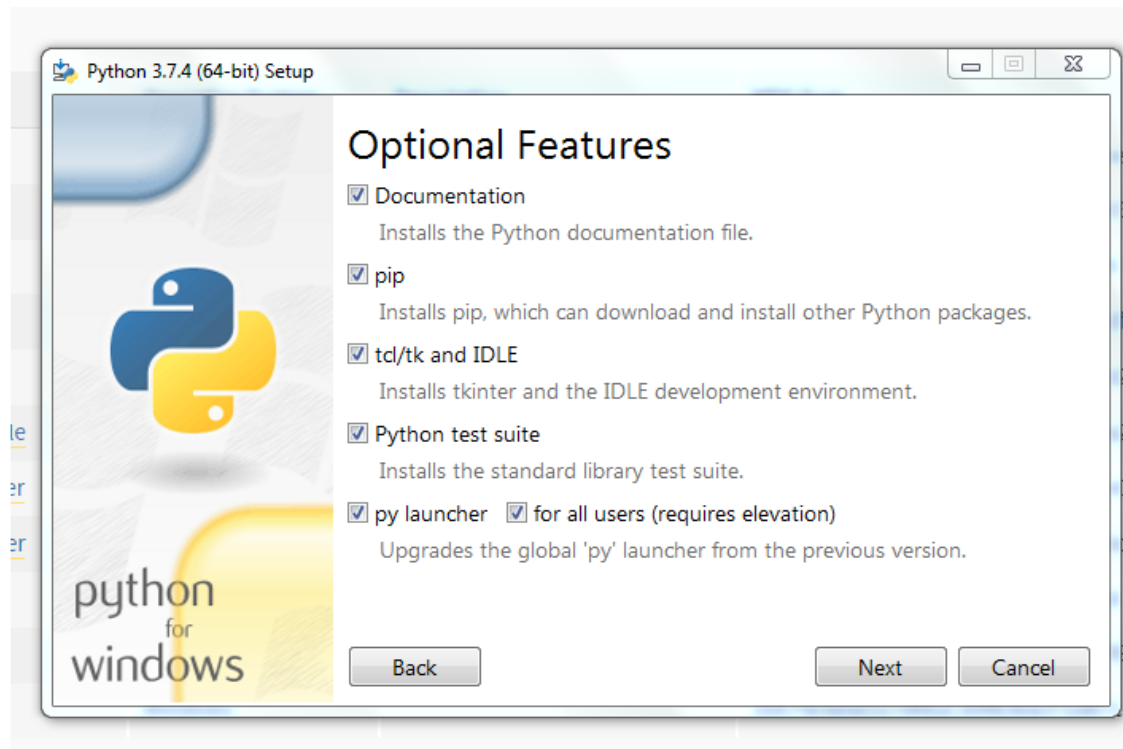 Python 3.7.4 (64-bit) Setup
Optional Features
Documentation
Installs the Python documentation file.
pip
Installs pip, which can download and install other Python packages.
tcl/tk and IDLE
Installs tkinter and the IDLE development environment.
Python test suite
Installs the standard library test suite.
py launcher for all users (requires elevation)
Upgrades the global 'py' launcher from the previous version.
python
for
windows
Back Next Cancel
le
er
er